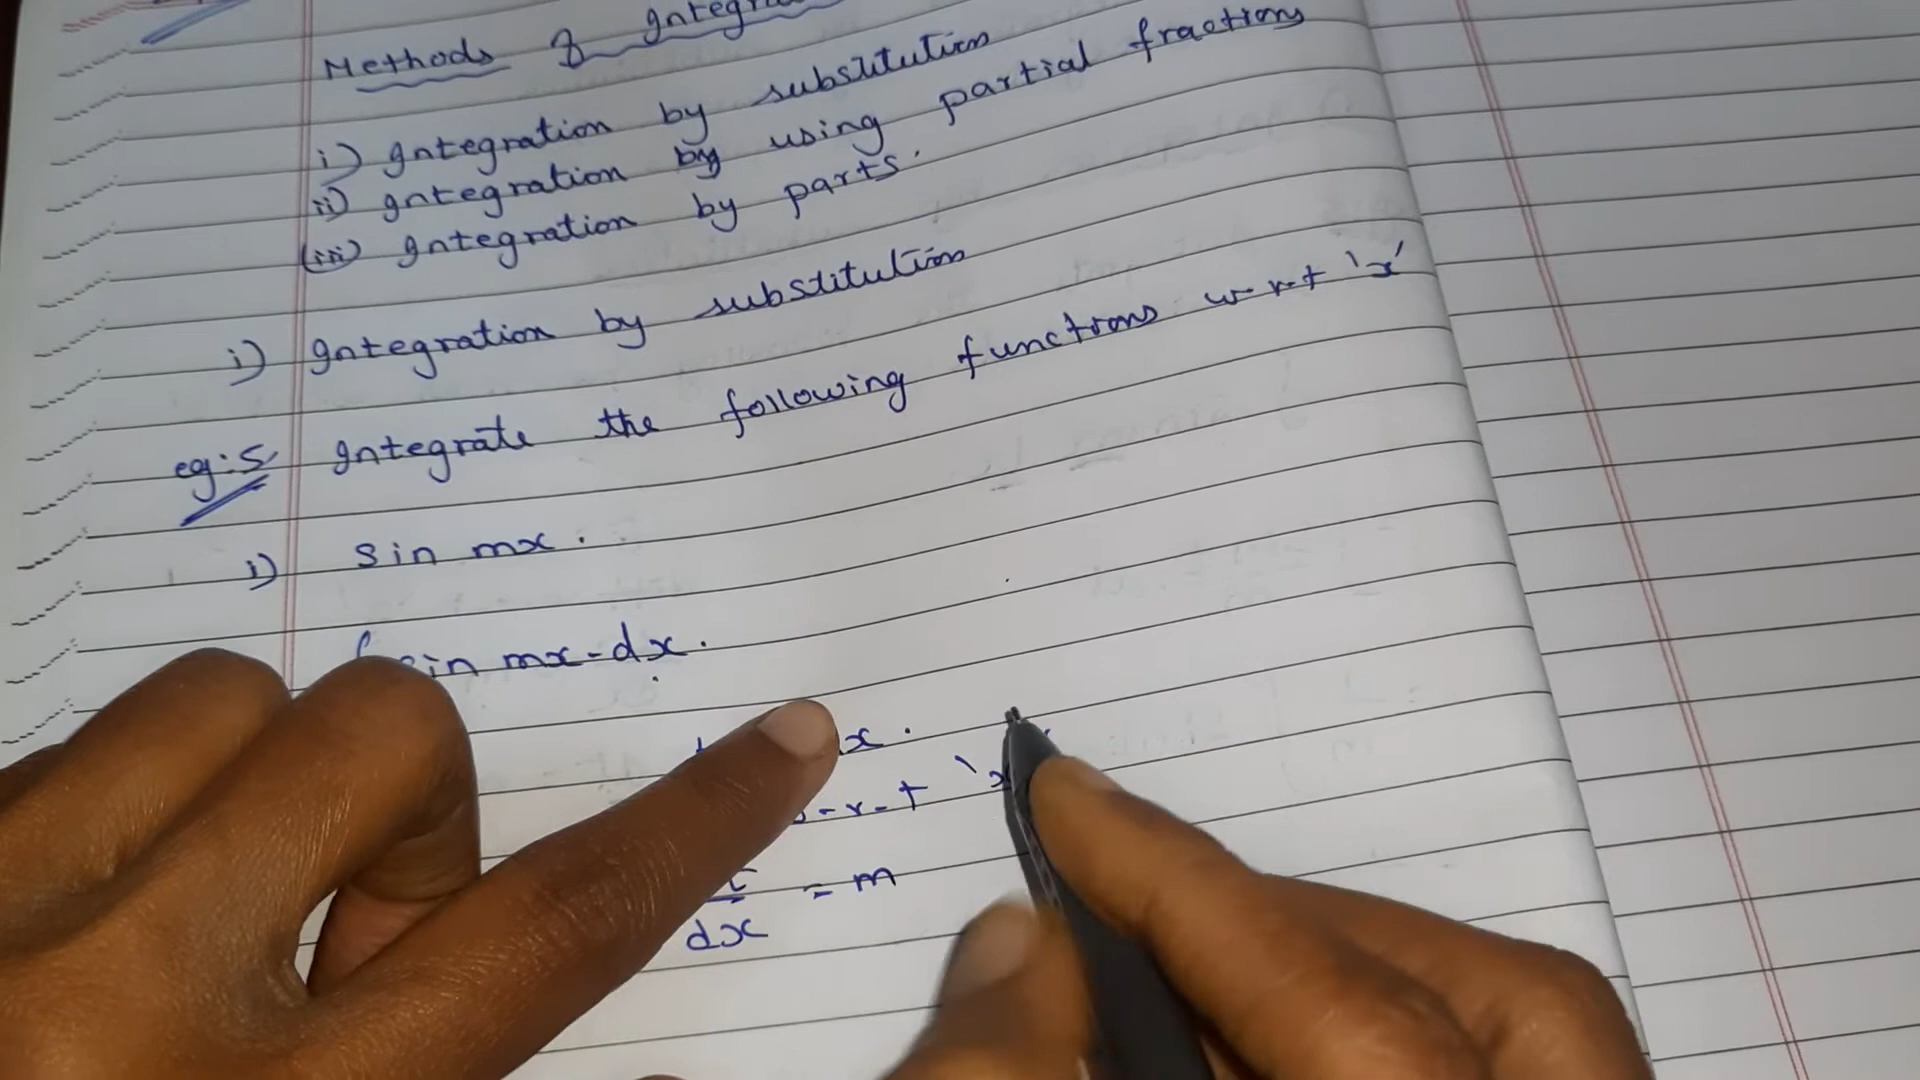 Methods of
i) Integration by substitution
ii) Integration by using partial fractions
(iii) Integration by parts.
i) Integration by substitution
eg:5 Integrate the following functions w-r-t 'x'
i) Sin mx.
sin mx-dx.
x.
-r-t 'x
= m
dx